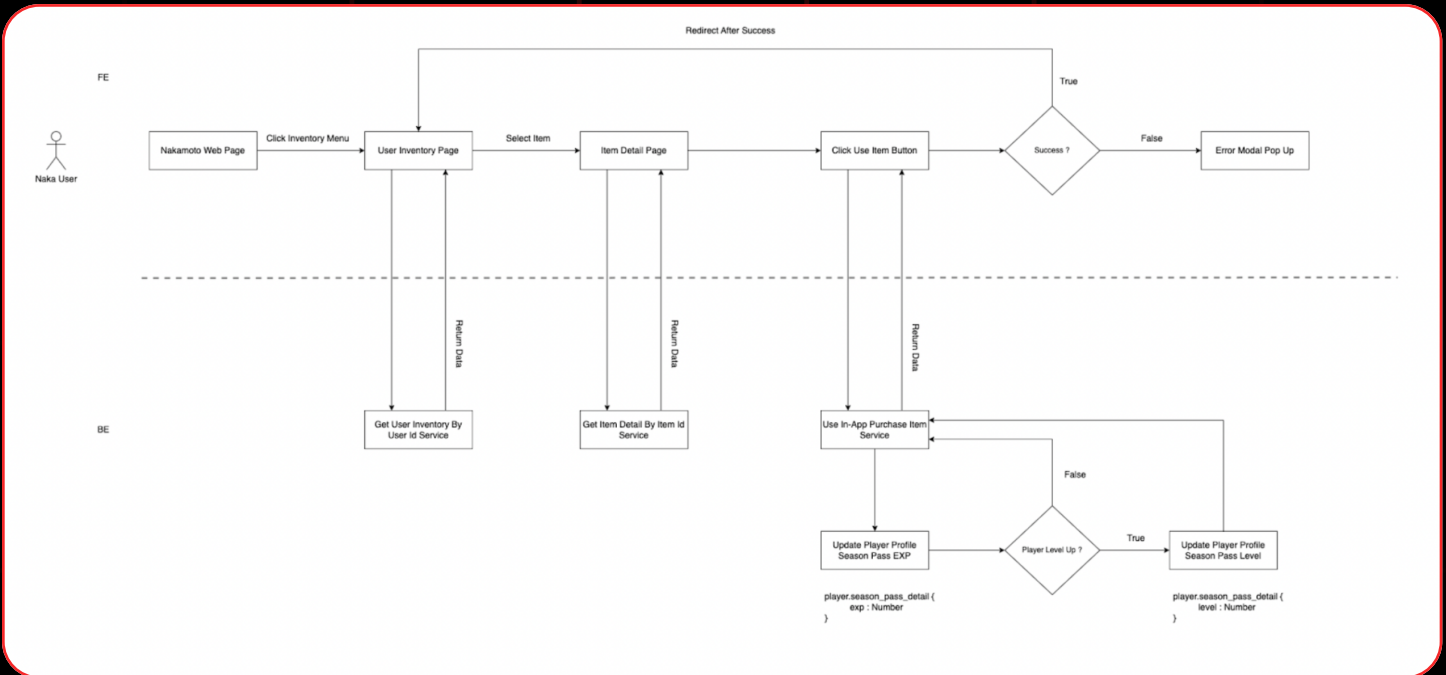 Redirect After Success
FE
True
Click Inventory Menu
Select Item
False
Nakamoto Web Page
User Inventory Page
Item Detail Page
Click Use Item Button
Success ?
Error Modal Pop Up
Naka User
Return Data
Return Data
Return Data
BE
Get User Inventory By
User Id Service
Get Item Detail By Item Id
Service
Use In-App Purchase Item
Service
False
True
Update Player Profile
Season Pass EXP
Player Level Up ?
Update Player Profile
Season Pass Level
player.season_pass_detail {
exp : Number
}
player.season_pass_detail {
level : Number
}